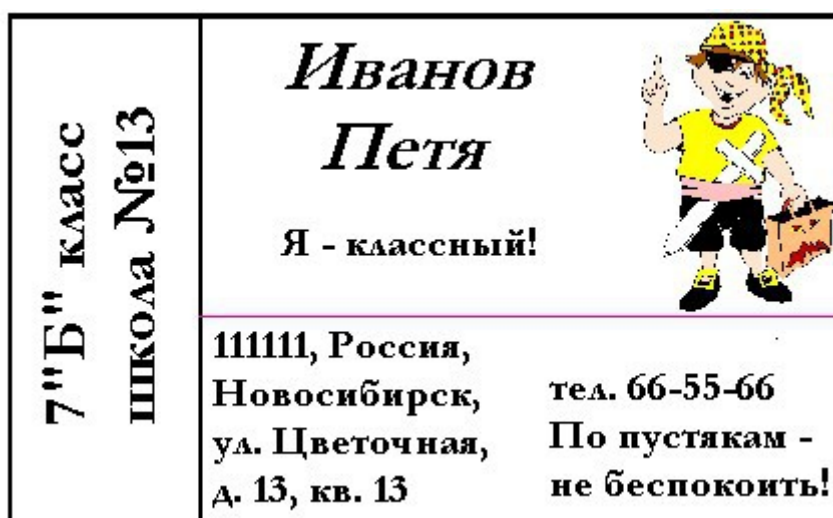 7"Б" класс
школа №13
Иванов
Петя
Я - классный!
111111, Россия,
Новосибирск,
ул. Цветочная,
д. 13, кв. 13
тел. 66-55-66
По пустякам -
не беспокоить!